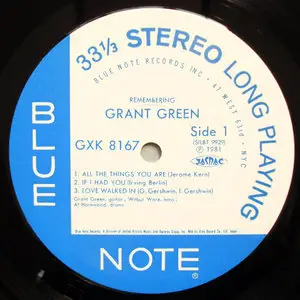 33⅓ STEREO LONG PLAYING
BLUE NOTE RECORDS INC • 47 WEST 63rd • NYC
REMEMBERING
GRANT GREEN
GXK 8167
Side 1
(SLBT 9929)
Ⓟ 1981
JASRAC
1. ALL THE THINGS YOU ARE (Jerome Kern)
2. IF I HAD YOU (Irving Berlin)
3. LOVE WALKED IN (G. Gershwin, I. Gershwin)
Grant Green, guitar, Wilbur Ware, bass,
Al Harewood, drums
BLUE
NOTE
®